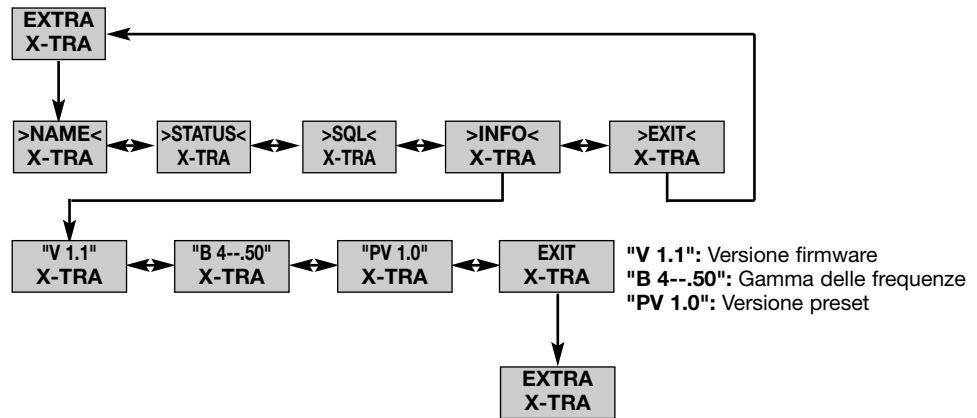 EXTRA
X-TRA
>NAME<
X-TRA
>STATUS<
X-TRA
>SQL<
X-TRA
>INFO<
X-TRA
>EXIT<
X-TRA
"V 1.1"
X-TRA
"B 4--.50"
X-TRA
"PV 1.0"
X-TRA
EXIT
X-TRA
"V 1.1": Versione firmware
"B 4--.50": Gamma delle frequenze
"PV 1.0": Versione preset
EXTRA
X-TRA